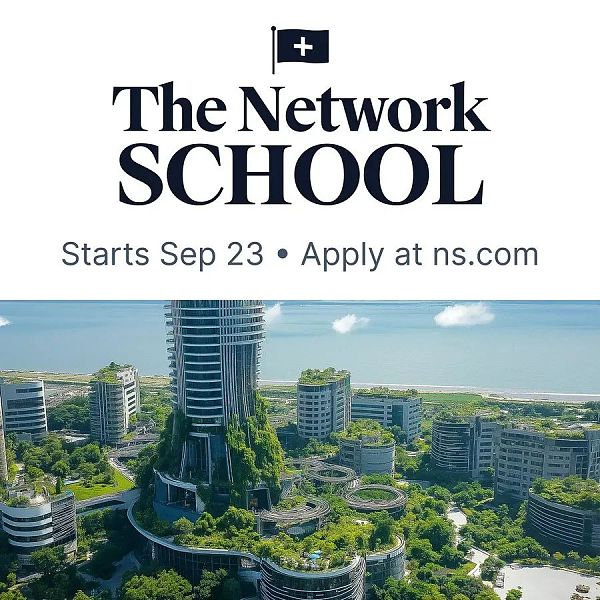 The Network
SCHOOL
Starts Sep 23 • Apply at ns.com